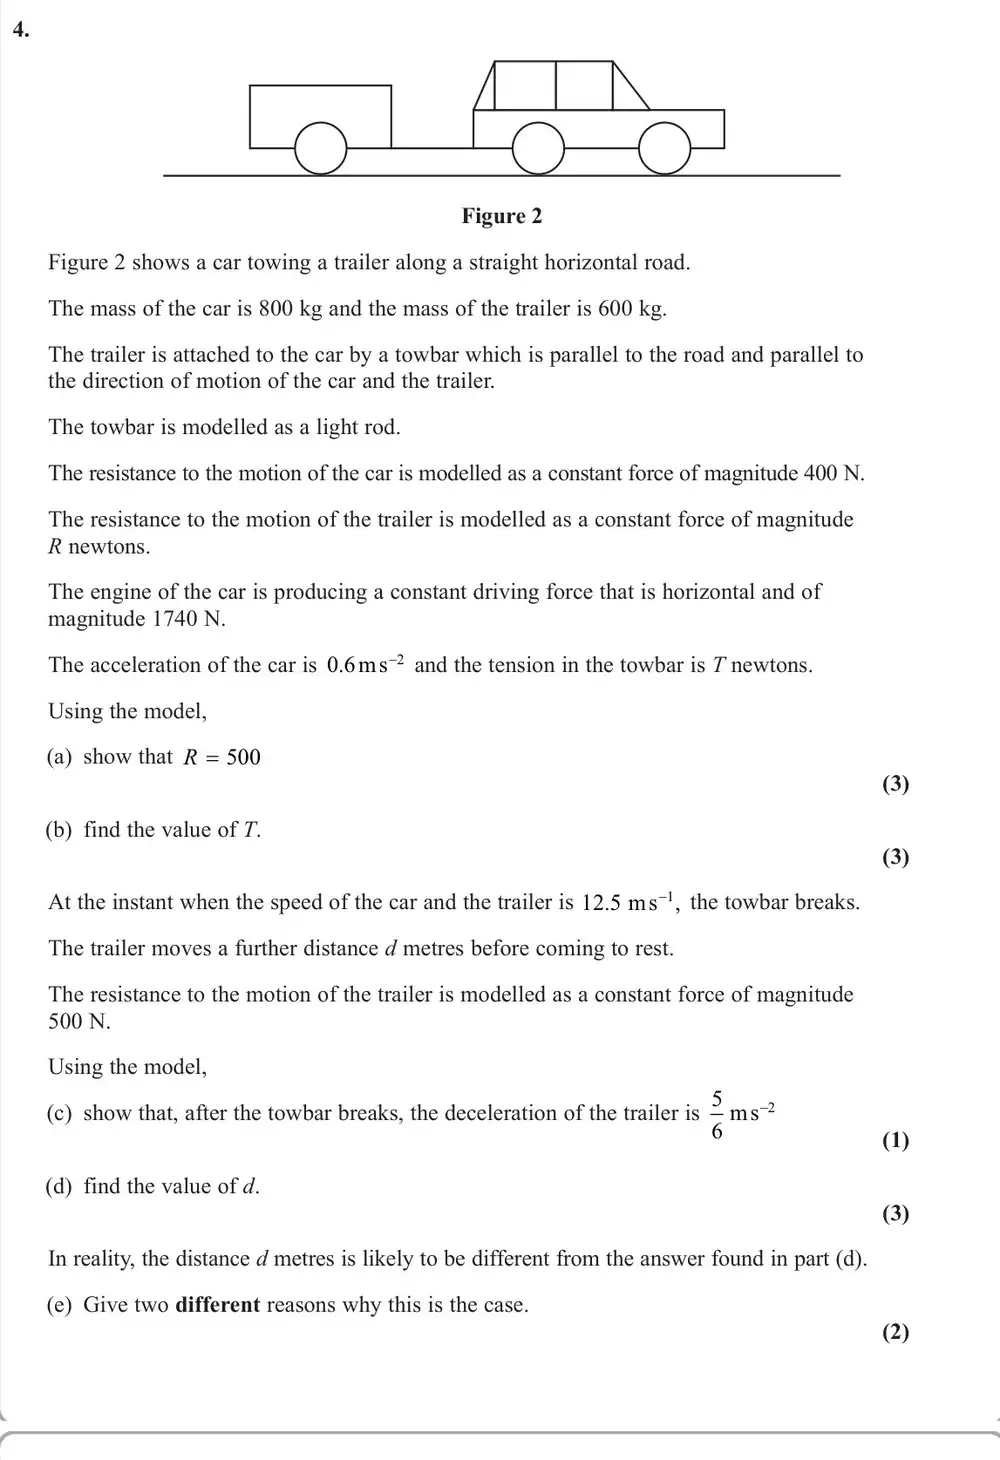 4.
Figure 2
Figure 2 shows a car towing a trailer along a straight horizontal road.
The mass of the car is 800 kg and the mass of the trailer is 600 kg.
The trailer is attached to the car by a towbar which is parallel to the road and parallel to
the direction of motion of the car and the trailer.
The towbar is modelled as a light rod.
The resistance to the motion of the car is modelled as a constant force of magnitude 400 N.
The resistance to the motion of the trailer is modelled as a constant force of magnitude
R newtons.
The engine of the car is producing a constant driving force that is horizontal and of
magnitude 1740 N.
The acceleration of the car is 0.6 m s⁻² and the tension in the towbar is T newtons.
Using the model,
(a) show that R = 500
(3)
(b) find the value of T.
(3)
At the instant when the speed of the car and the trailer is 12.5 m s⁻¹, the towbar breaks.
The trailer moves a further distance d metres before coming to rest.
The resistance to the motion of the trailer is modelled as a constant force of magnitude
500 N.
Using the model,
(c) show that, after the towbar breaks, the deceleration of the trailer is 5/6 m s⁻²
(1)
(d) find the value of d.
(3)
In reality, the distance d metres is likely to be different from the answer found in part (d).
(e) Give two different reasons why this is the case.
(2)